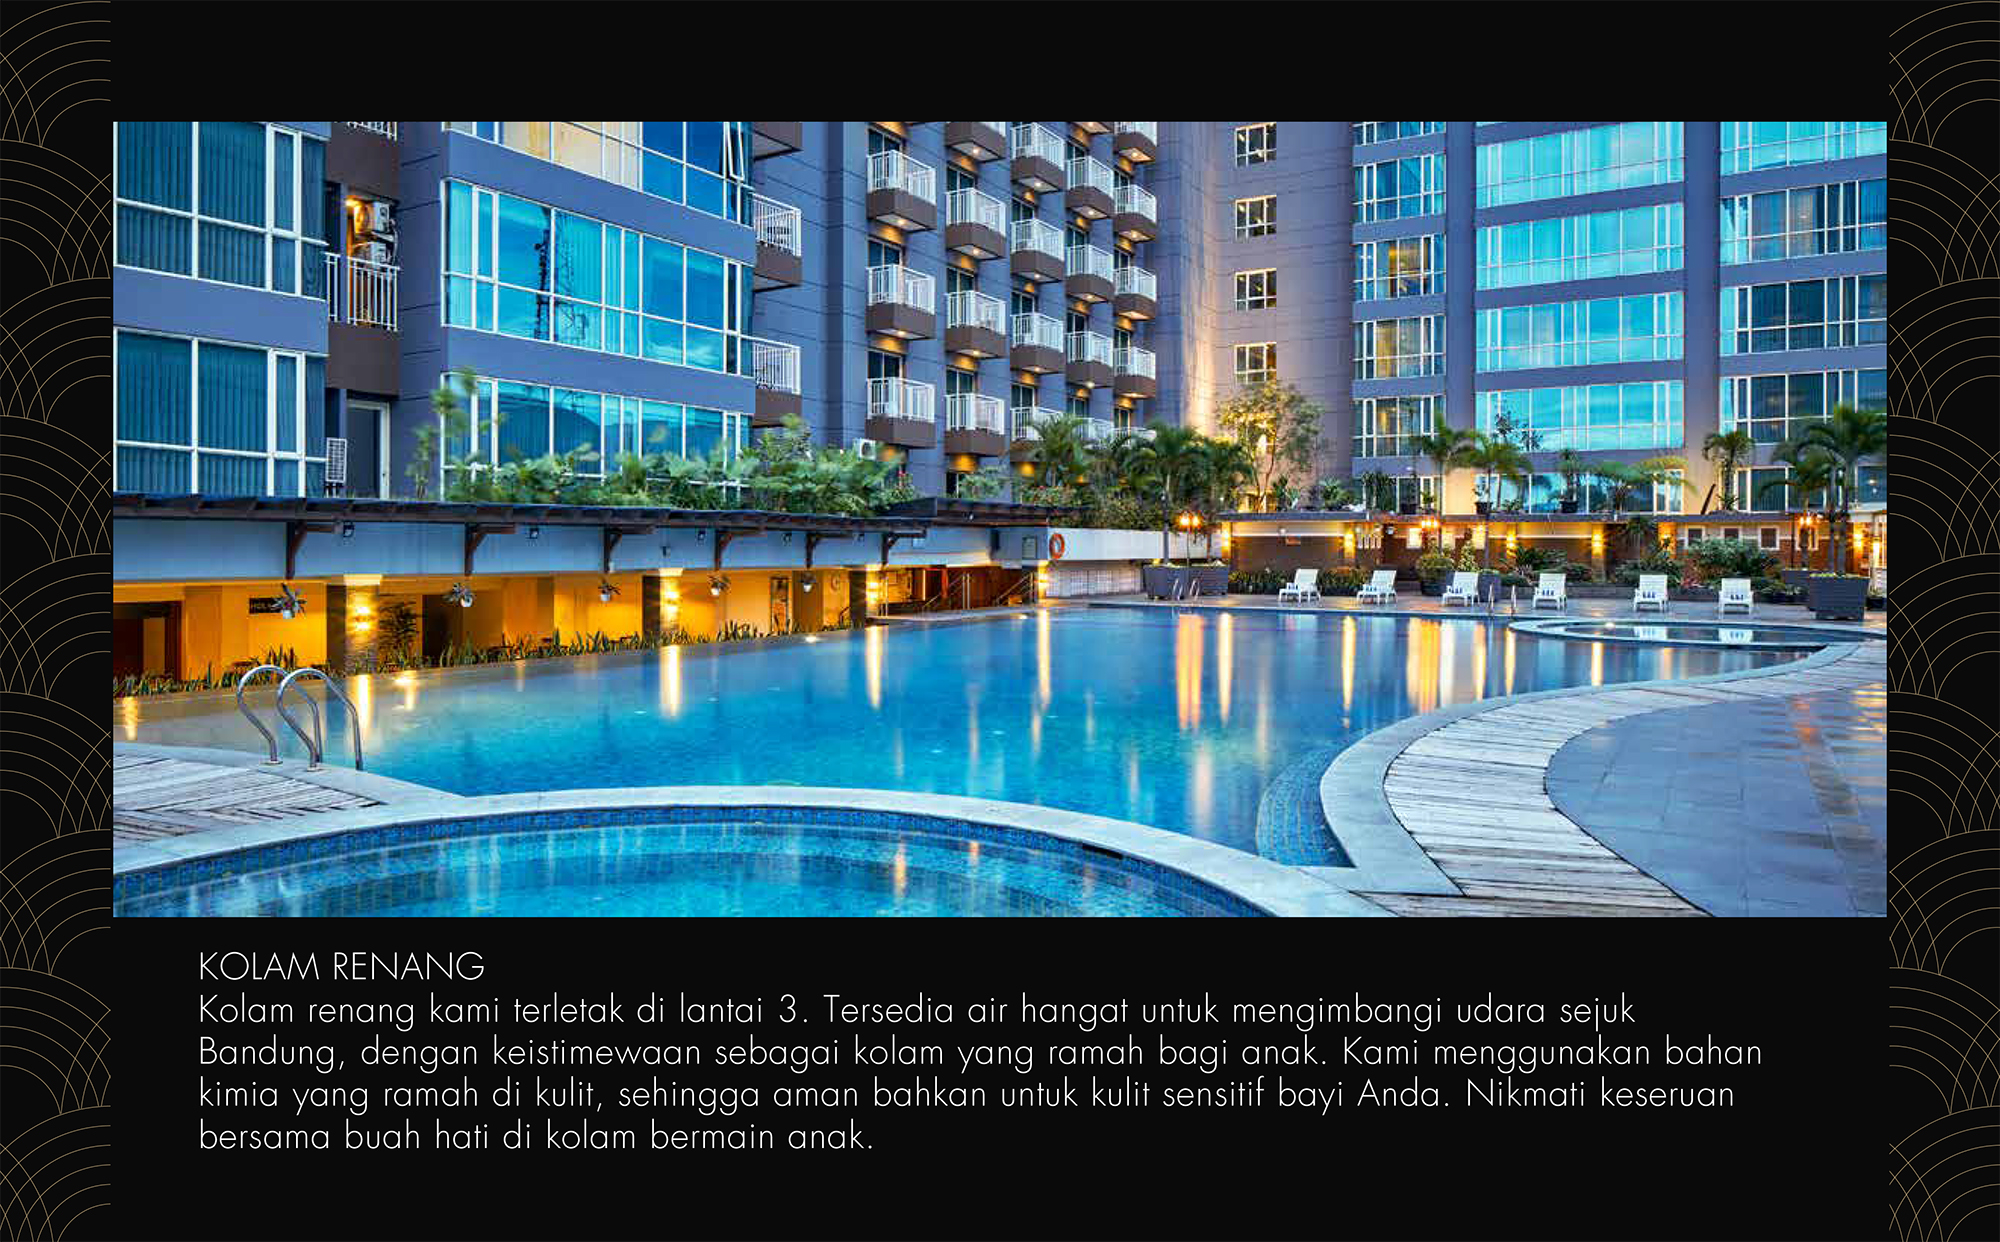 KOLAM RENANG
Kolam renang kami terletak di lantai 3. Tersedia air hangat untuk mengimbangi udara sejuk
Bandung, dengan keistimewaan sebagai kolam yang ramah bagi anak. Kami menggunakan bahan
kimia yang ramah di kulit, sehingga aman bahkan untuk kulit sensitif bayi Anda. Nikmati keseruan
bersama buah hati di kolam bermain anak.